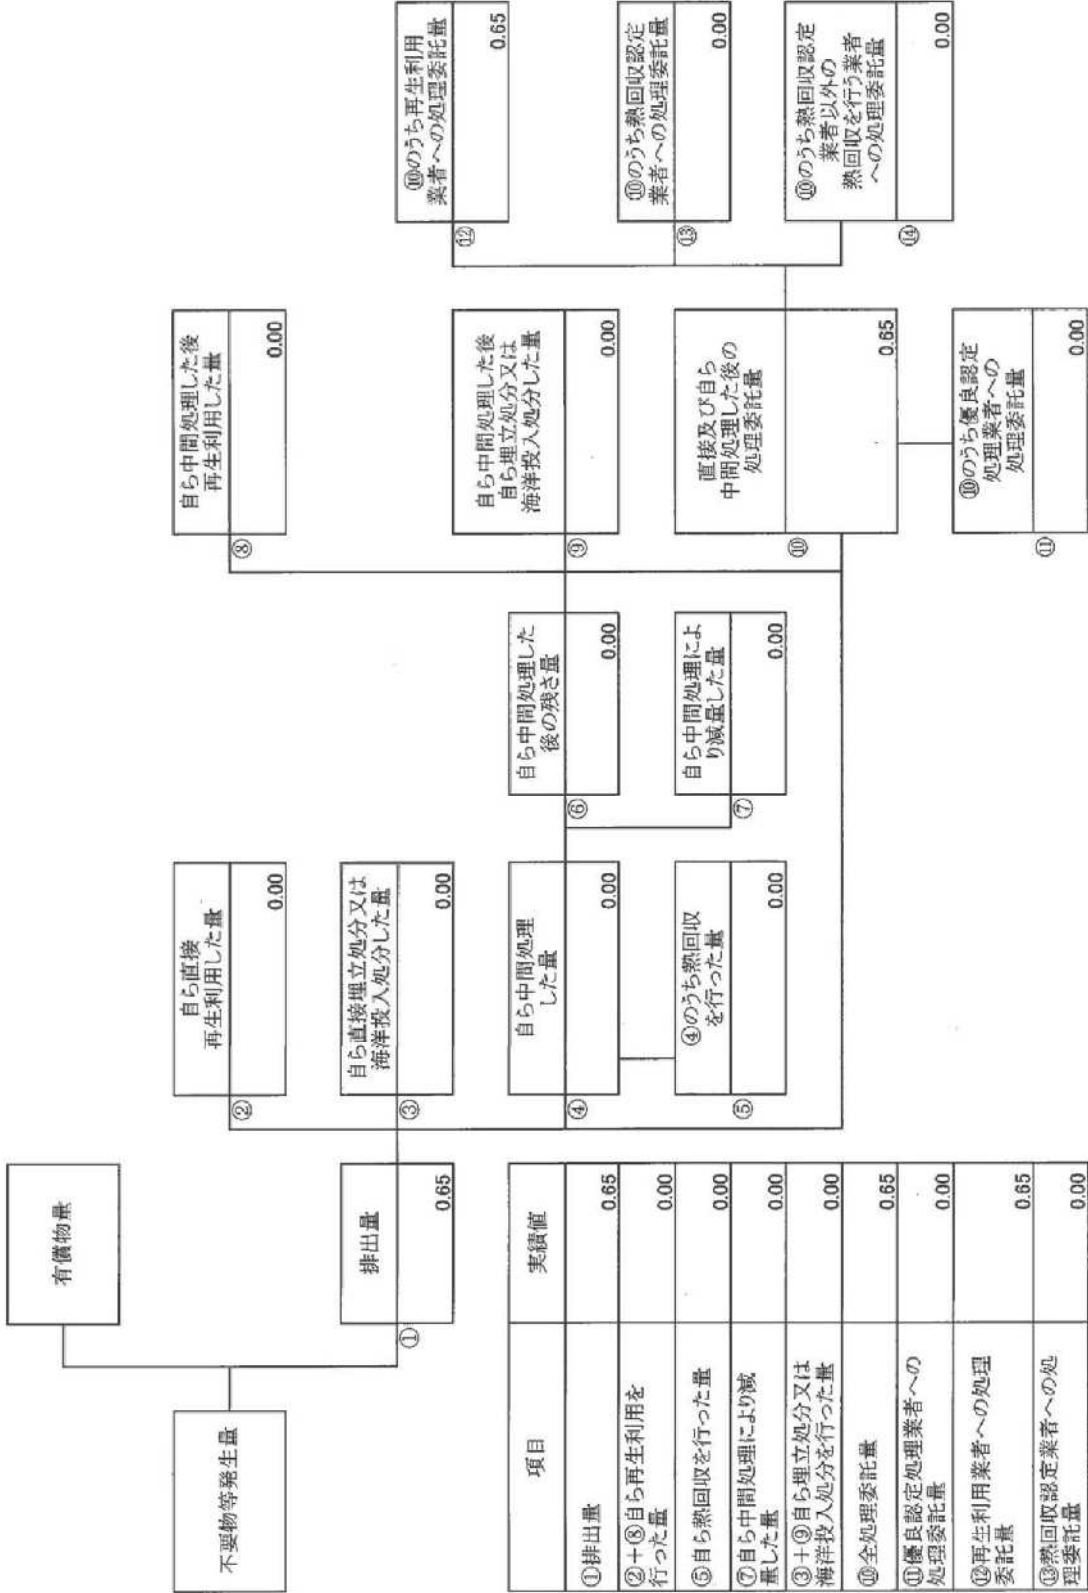 不要物等発生量
有償物量
排出量
①
0.65
自ら直接
再生利用した量
②
0.00
自ら直接埋立処分又は
海洋投入処分した量
③
0.00
自ら中間処理
した量
④
0.00
④のうち熱回収
を行った量
⑤
0.00
自ら中間処理した
後の残さ量
⑥
0.00
自ら中間処理によ
り減量した量
⑦
0.00
自ら中間処理した後
再生利用した量
⑧
0.00
自ら中間処理した後
自ら埋立処分又は
海洋投入処分した量
⑨
0.00
直接及び自ら
中間処理した後の
処理委託量
⑩
0.65
⑩のうち優良認定
処理業者への
処理委託量
⑪
0.00
⑩のうち再生利用
業者への処理委託量
⑫
0.65
⑩のうち熱回収認定
業者への処理委託量
⑬
0.00
⑩のうち熱回収認定
業者以外の
熱回収を行う業者
への処理委託量
⑭
0.00
項目 実績値
①排出量 0.65
②+⑧自ら再生利用を
行った量 0.00
⑤自ら熱回収を行った量 0.00
⑦自ら中間処理により減
量した量 0.00
③+⑨自ら埋立処分又は
海洋投入処分を行った量 0.00
⑩全処理委託量 0.65
⑪優良認定処理業者への
処理委託量 0.00
⑫再生利用業者への処理
委託量 0.65
⑬熱回収認定業者への処
理委託量 0.00